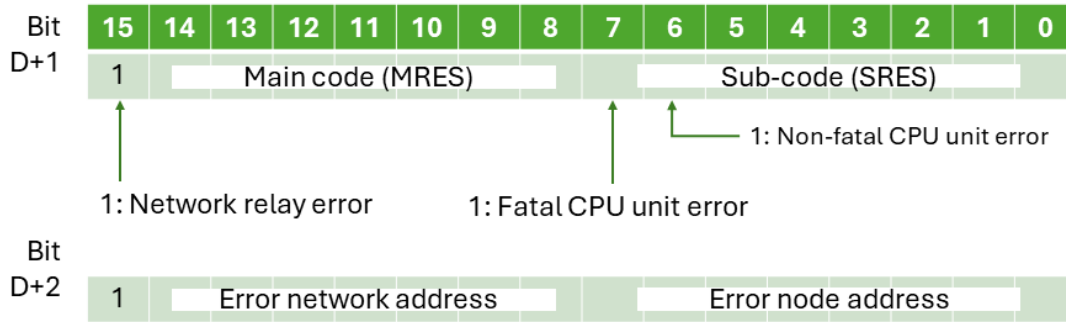 Bit 15 14 13 12 11 10 9 8 7 6 5 4 3 2 1 0
D+1 1 Main code (MRES) Sub-code (SRES)
1: Non-fatal CPU unit error
1: Network relay error 1: Fatal CPU unit error
Bit
D+2 1 Error network address Error node address